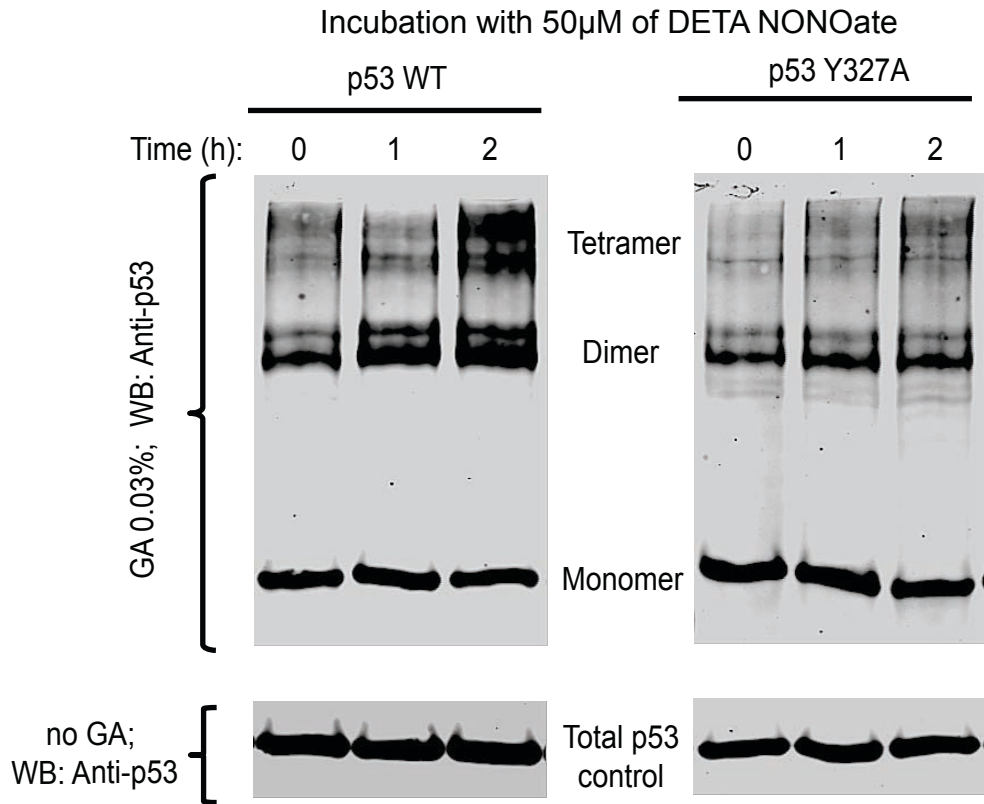 Incubation with 50µM of DETA NONOate
p53 WT
p53 Y327A
Time (h): 0 1 2 0 1 2
GA 0.03%; WB: Anti-p53
Tetramer
Dimer
Monomer
no GA;
WB: Anti-p53
Total p53
control